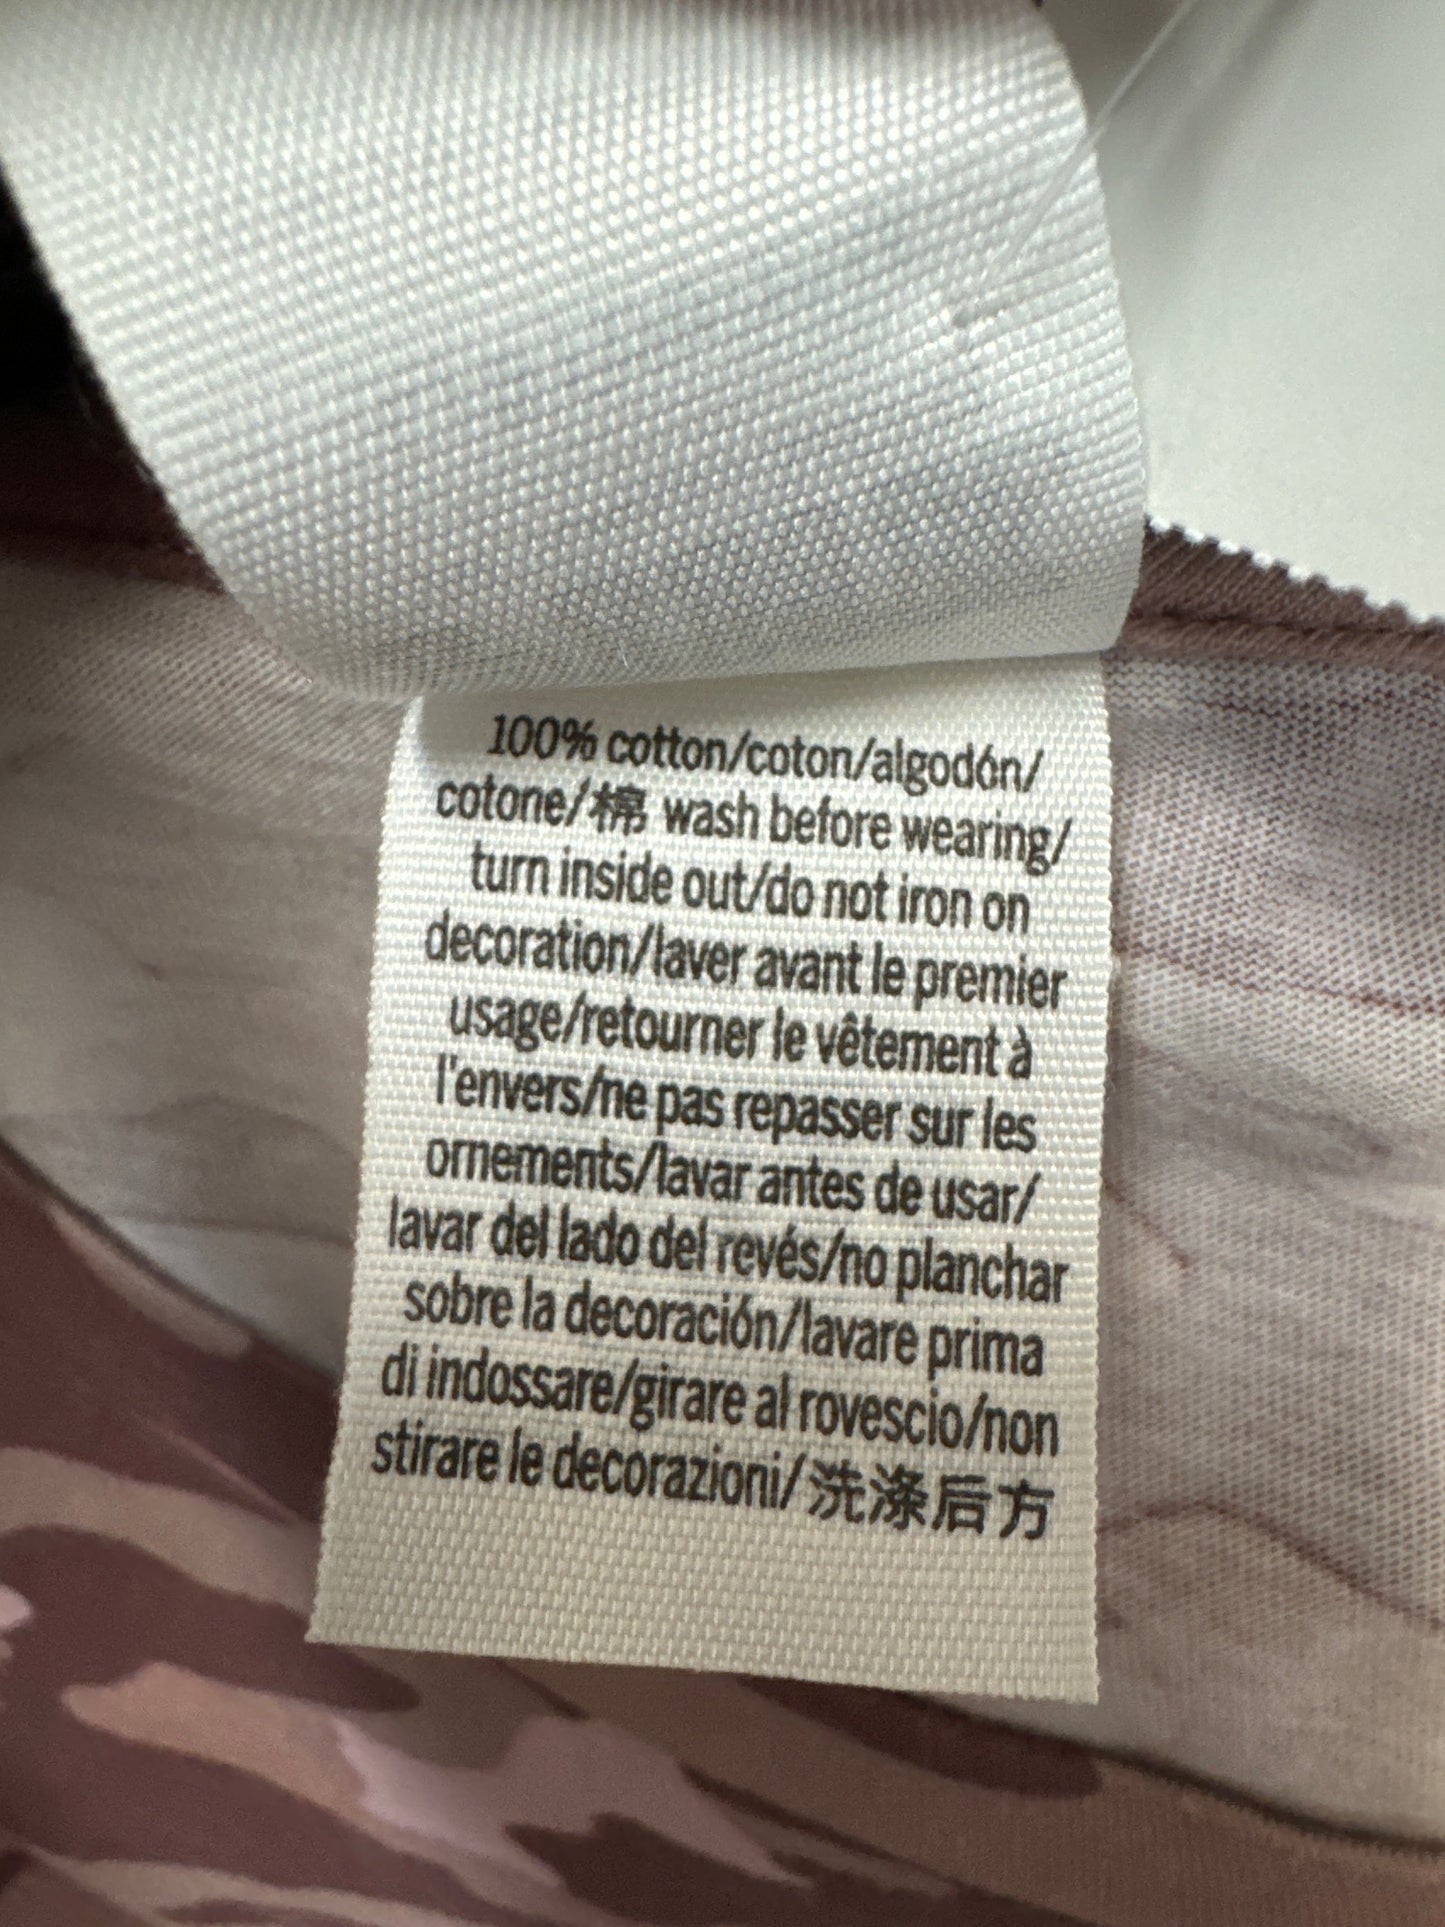 100% cotton/coton/algodón/
cotone/棉 wash before wearing/
turn inside out/do not iron on
decoration/laver avant le premier
usage/retourner le vêtement à
l'envers/ne pas repasser sur les
ornements/lavar antes de usar/
lavar del lado del revés/no planchar
sobre la decoración/lavare prima
di indossare/girare al rovescio/non
stirare le decorazioni/洗涤后方